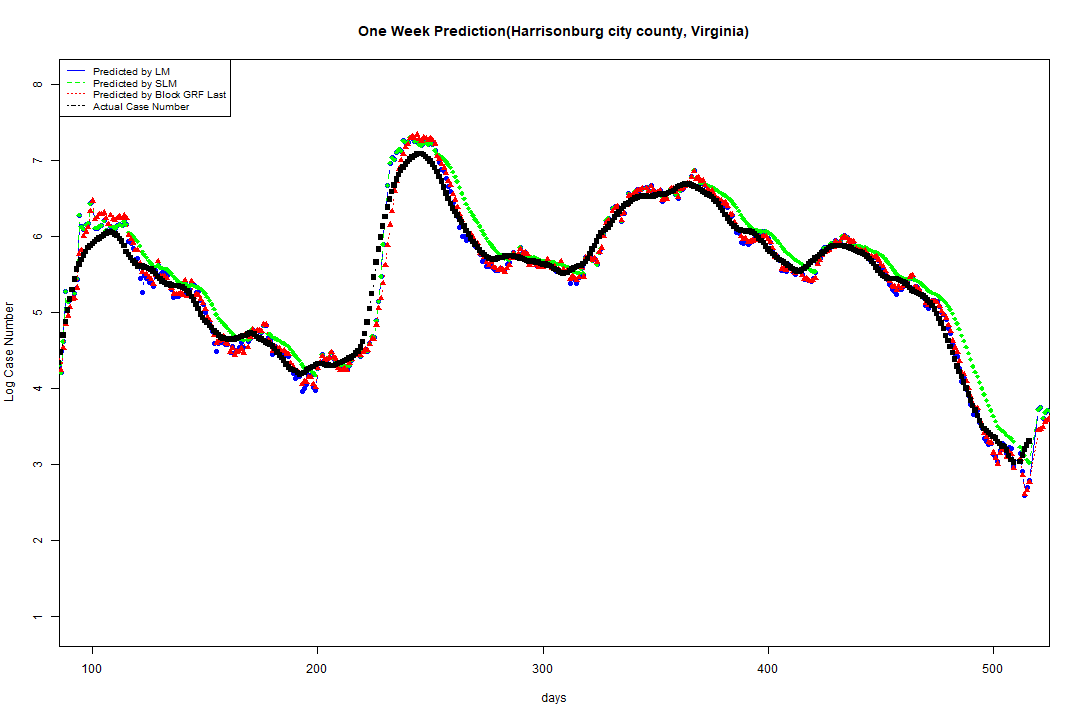 One Week Prediction(Harrisonburg city county, Virginia)
Predicted by LM
Predicted by SLM
Predicted by Block GRF Last
Actual Case Number
Log Case Number
8
7
6
5
4
3
2
1
100 200 300 400 500
days